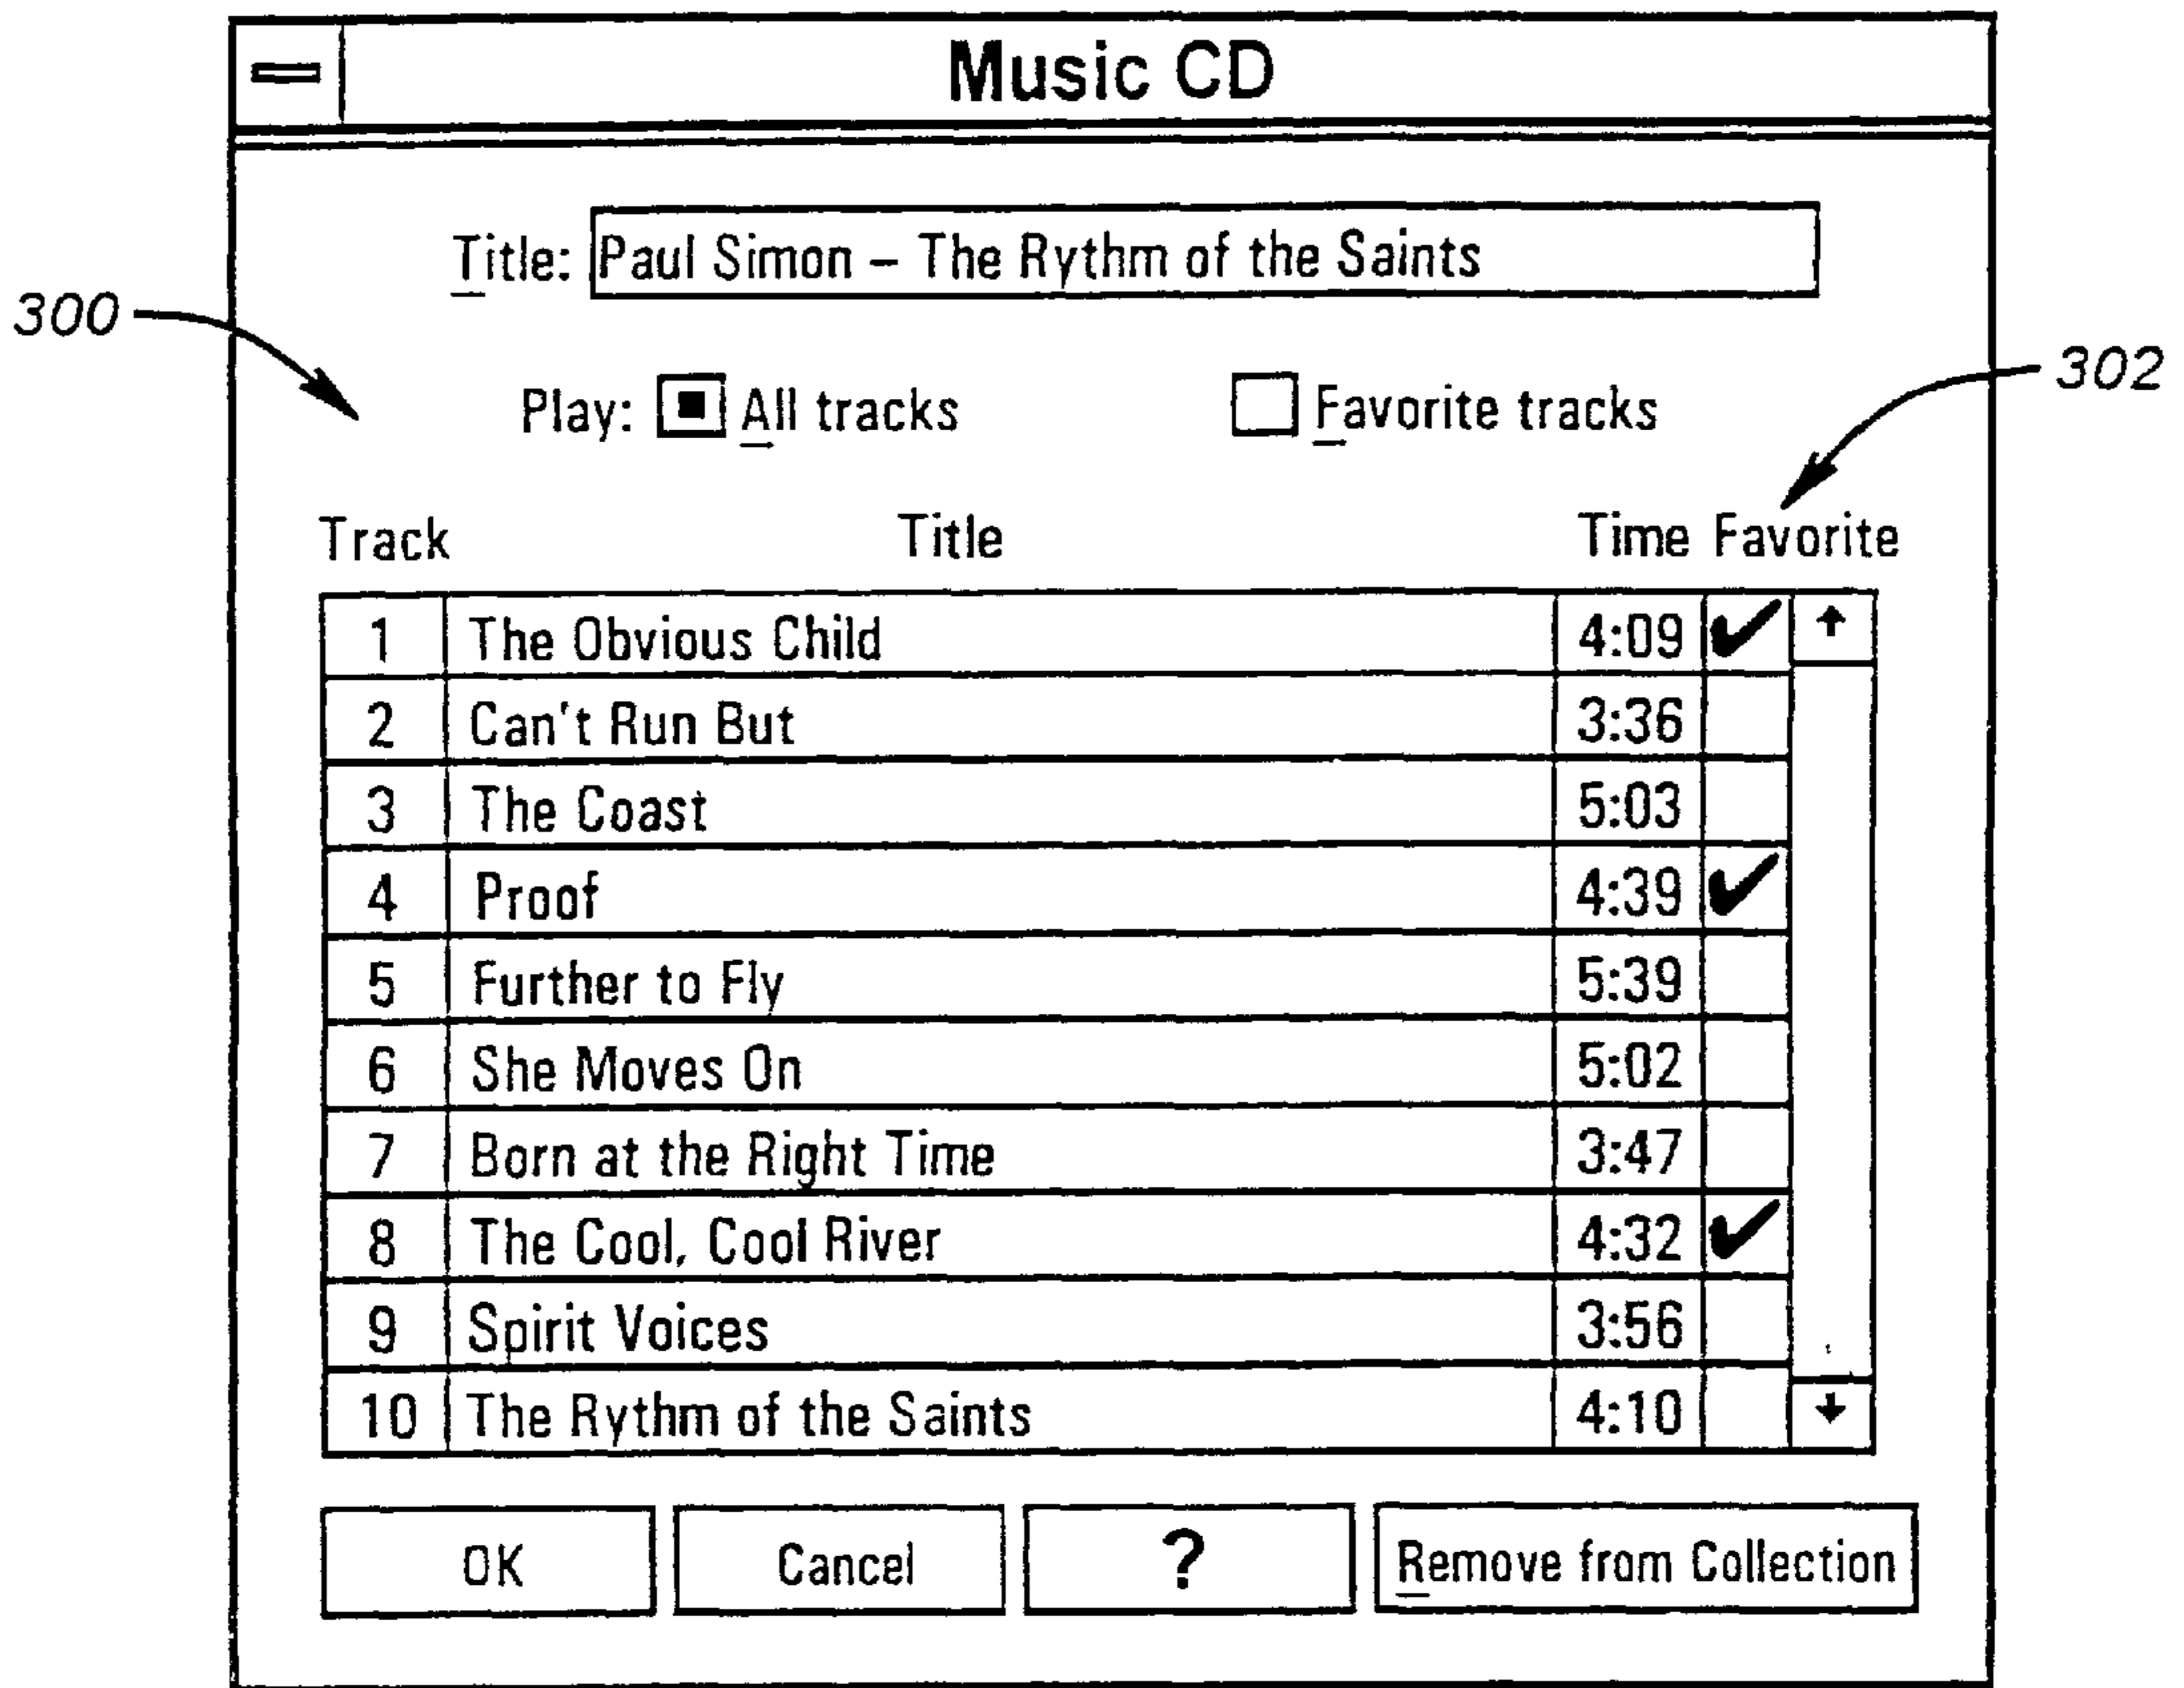 Music CD
Title: Paul Simon – The Rythm of the Saints
300
302
Play: All tracks Favorite tracks
Track Title Time Favorite
1 The Obvious Child 4:09
2 Can't Run But 3:36
3 The Coast 5:03
4 Proof 4:39
5 Further to Fly 5:39
6 She Moves On 5:02
7 Born at the Right Time 3:47
8 The Cool, Cool River 4:32
9 Spirit Voices 3:56
10 The Rythm of the Saints 4:10
OK Cancel ? Remove from Collection